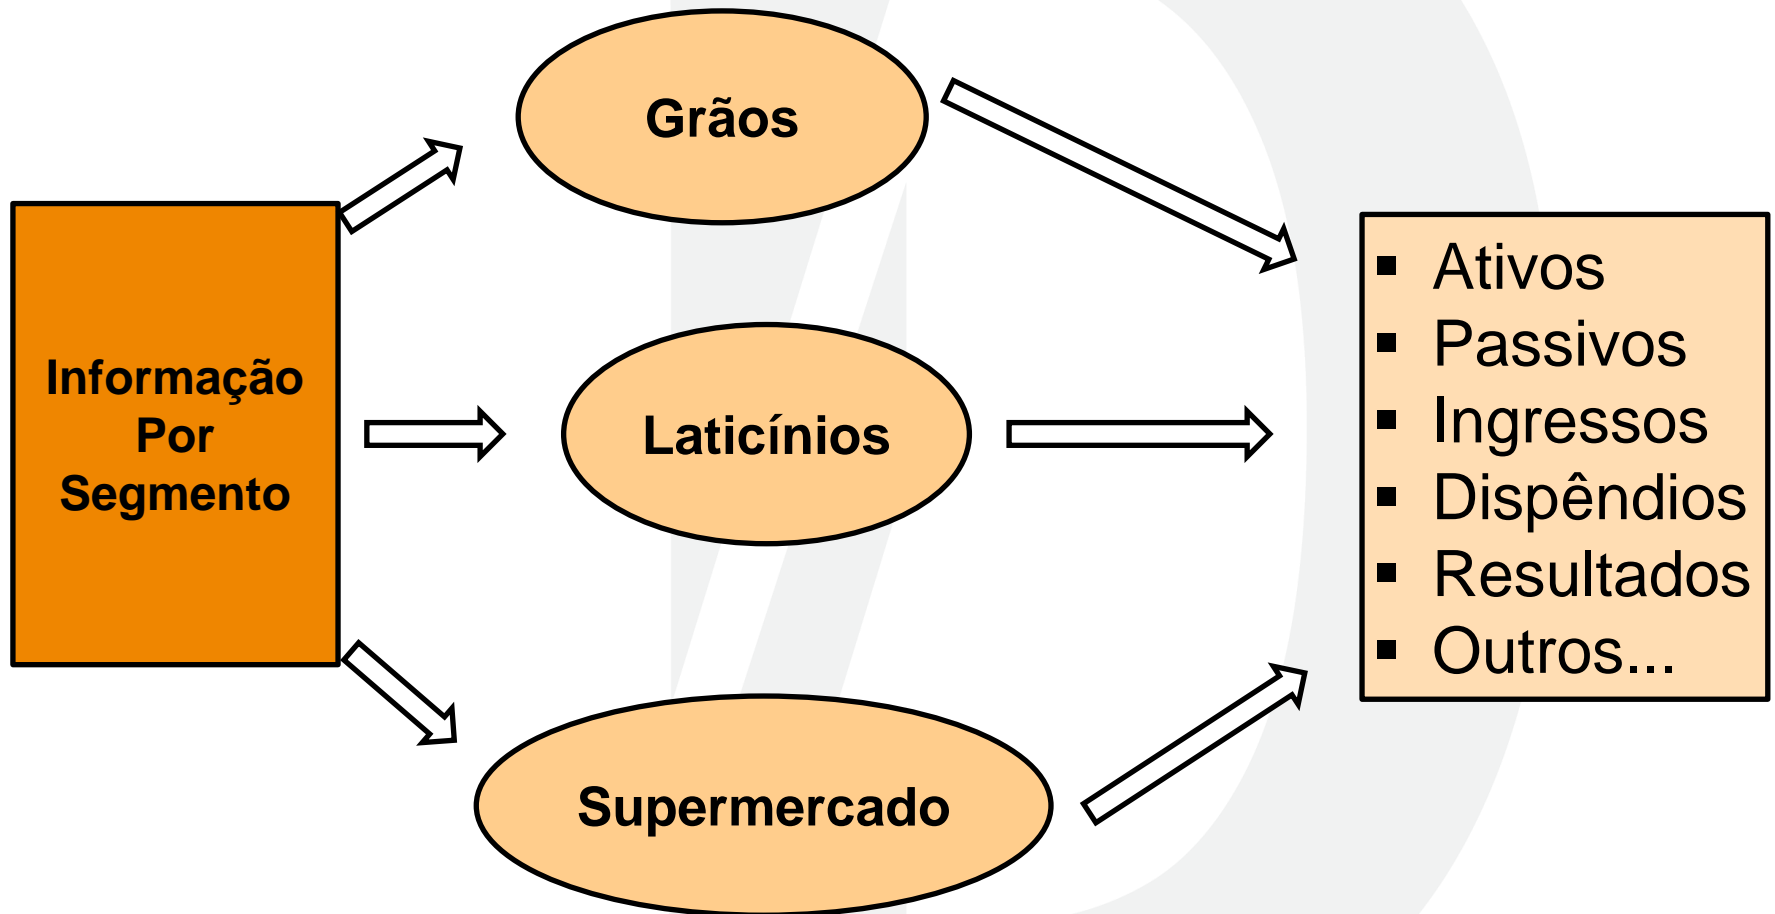 Grãos
Informação
Por
Segmento
Laticínios
Supermercado
▪ Ativos
▪ Passivos
▪ Ingressos
▪ Dispêndios
▪ Resultados
▪ Outros...